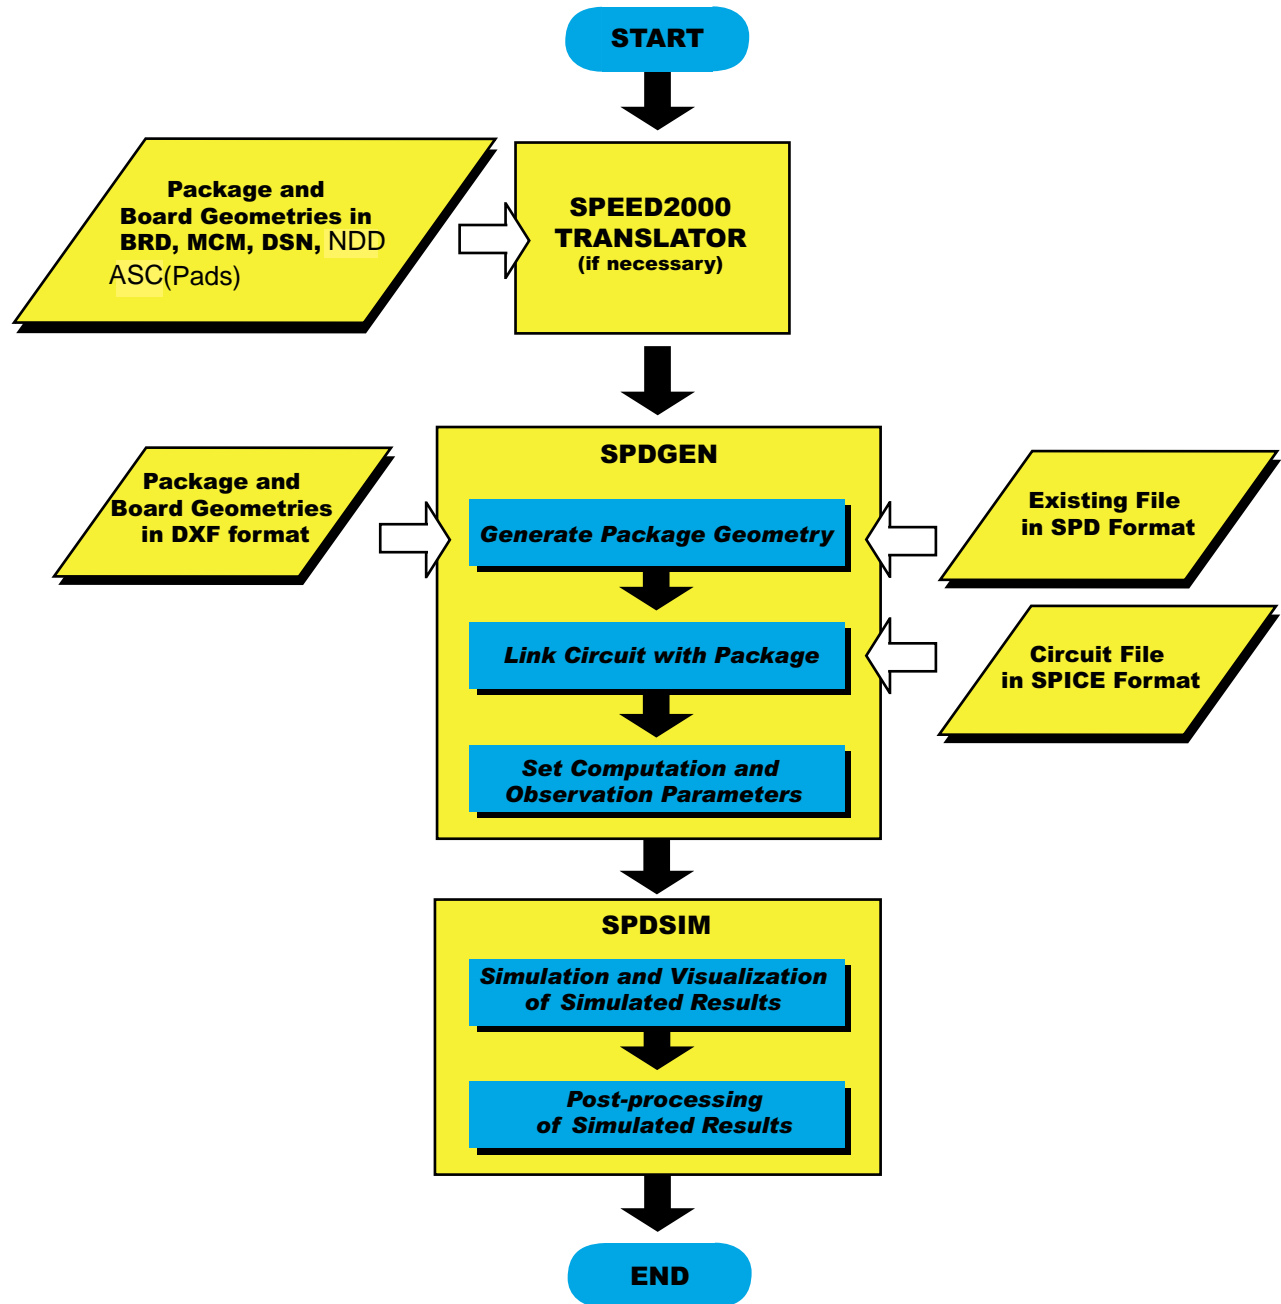 START
Package and
Board Geometries in
BRD, MCM, DSN, NDD
ASC(Pads)
SPEED2000
TRANSLATOR
(if necessary)
SPDGEN
Package and
Board Geometries
in DXF format
Generate Package Geometry
Existing File
in SPD Format
Link Circuit with Package
Circuit File
in SPICE Format
Set Computation and
Observation Parameters
SPDSIM
Simulation and Visualization
of Simulated Results
Post-processing
of Simulated Results
END